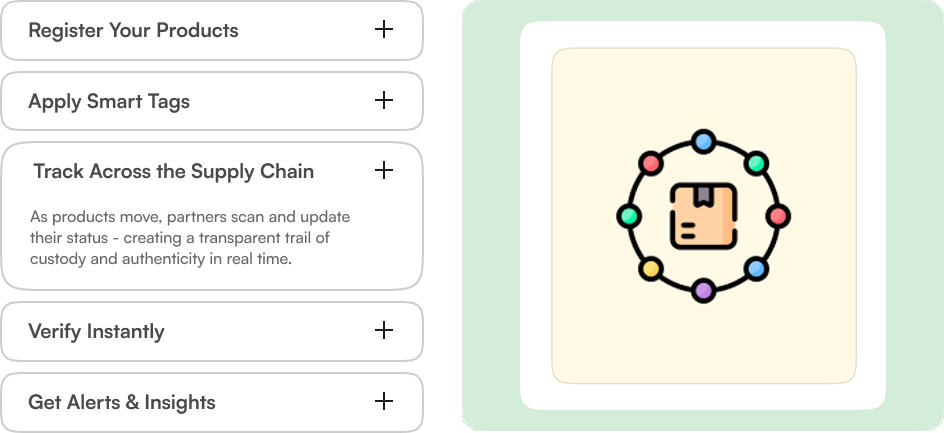 Register Your Products
Apply Smart Tags
Track Across the Supply Chain
As products move, partners scan and update
their status - creating a transparent trail of
custody and authenticity in real time.
Verify Instantly
Get Alerts & Insights